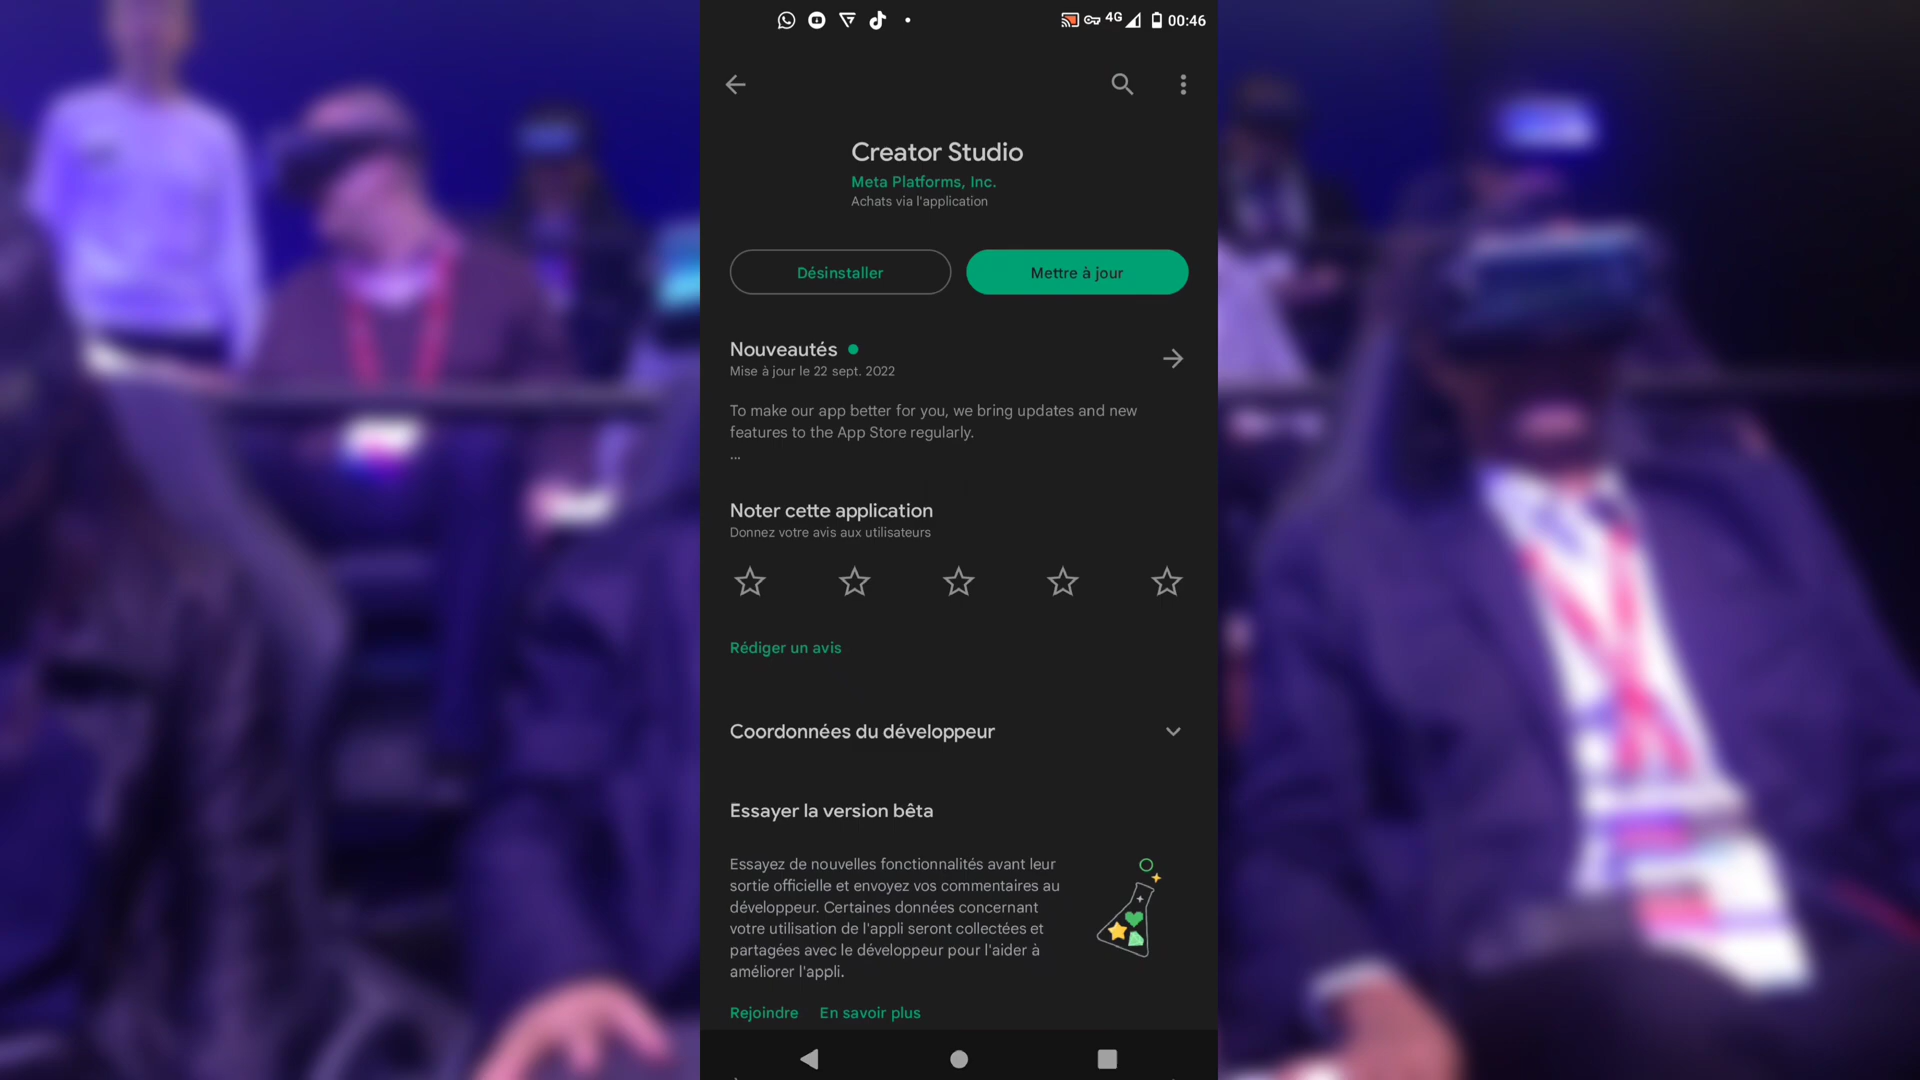 4G 00:46
Creator Studio
Meta Platforms, Inc.
Achats via l'application
Désinstaller Mettre à jour
Nouveautés
Mise à jour le 22 sept. 2022
To make our app better for you, we bring updates and new
features to the App Store regularly.
...
Noter cette application
Donnez votre avis aux utilisateurs
Rédiger un avis
Coordonnées du développeur
Essayer la version bêta
Essayez de nouvelles fonctionnalités avant leur
sortie officielle et envoyez vos commentaires au
développeur. Certaines données concernant
votre utilisation de l'appli seront collectées et
partagées avec le développeur pour l'aider à
améliorer l'appli.
Rejoindre En savoir plus